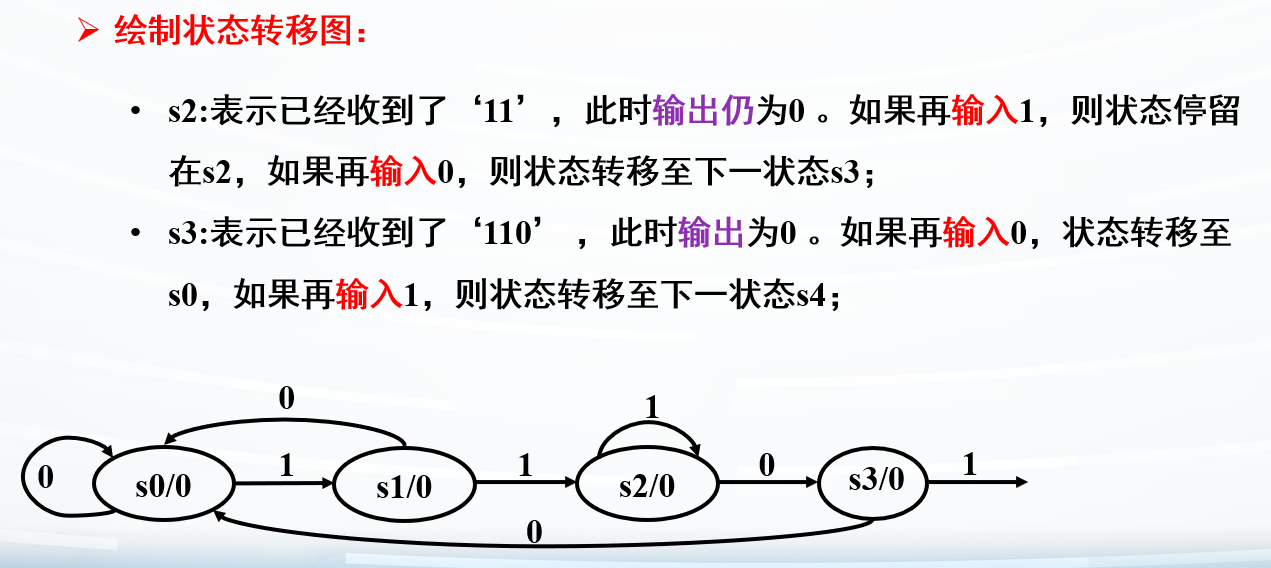 ➢ 绘制状态转移图：
• s2:表示已经收到了‘11’，此时输出仍为0 。如果再输入1，则状态停留
在s2，如果再输入0，则状态转移至下一状态s3；
• s3:表示已经收到了‘110’ ，此时输出为0 。如果再输入0，状态转移至
s0，如果再输入1，则状态转移至下一状态s4；
0
1
0
s0/0
1
s1/0
1
s2/0
0
s3/0
1
0